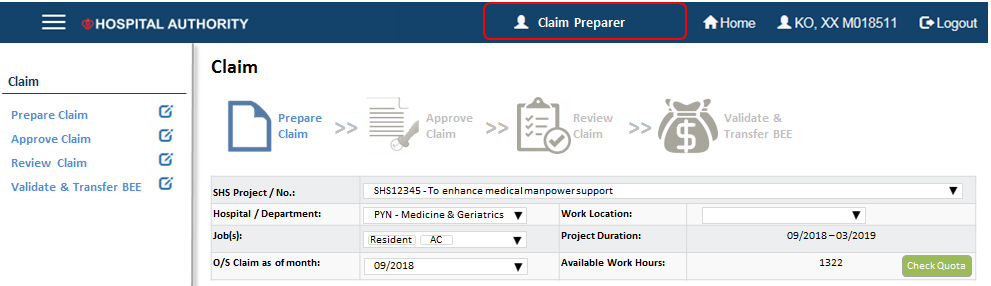 HOSPITAL AUTHORITY
Claim Preparer
Home
KO, XX M018511
Logout
Claim
Prepare Claim
Approve Claim
Review Claim
Validate & Transfer BEE
Claim
Prepare
Claim
>>
Approve
Claim
>>
Review
Claim
>>
$
Validate &
Transfer BEE
SHS Project / No.: SHS12345 - To enhance medical manpower support
Hospital / Department: PYN - Medicine & Geriatrics Work Location:
Job(s): Resident AC Project Duration: 09/2018 – 03/2019
O/S Claim as of month: 09/2018 Available Work Hours: 1322 Check Quota